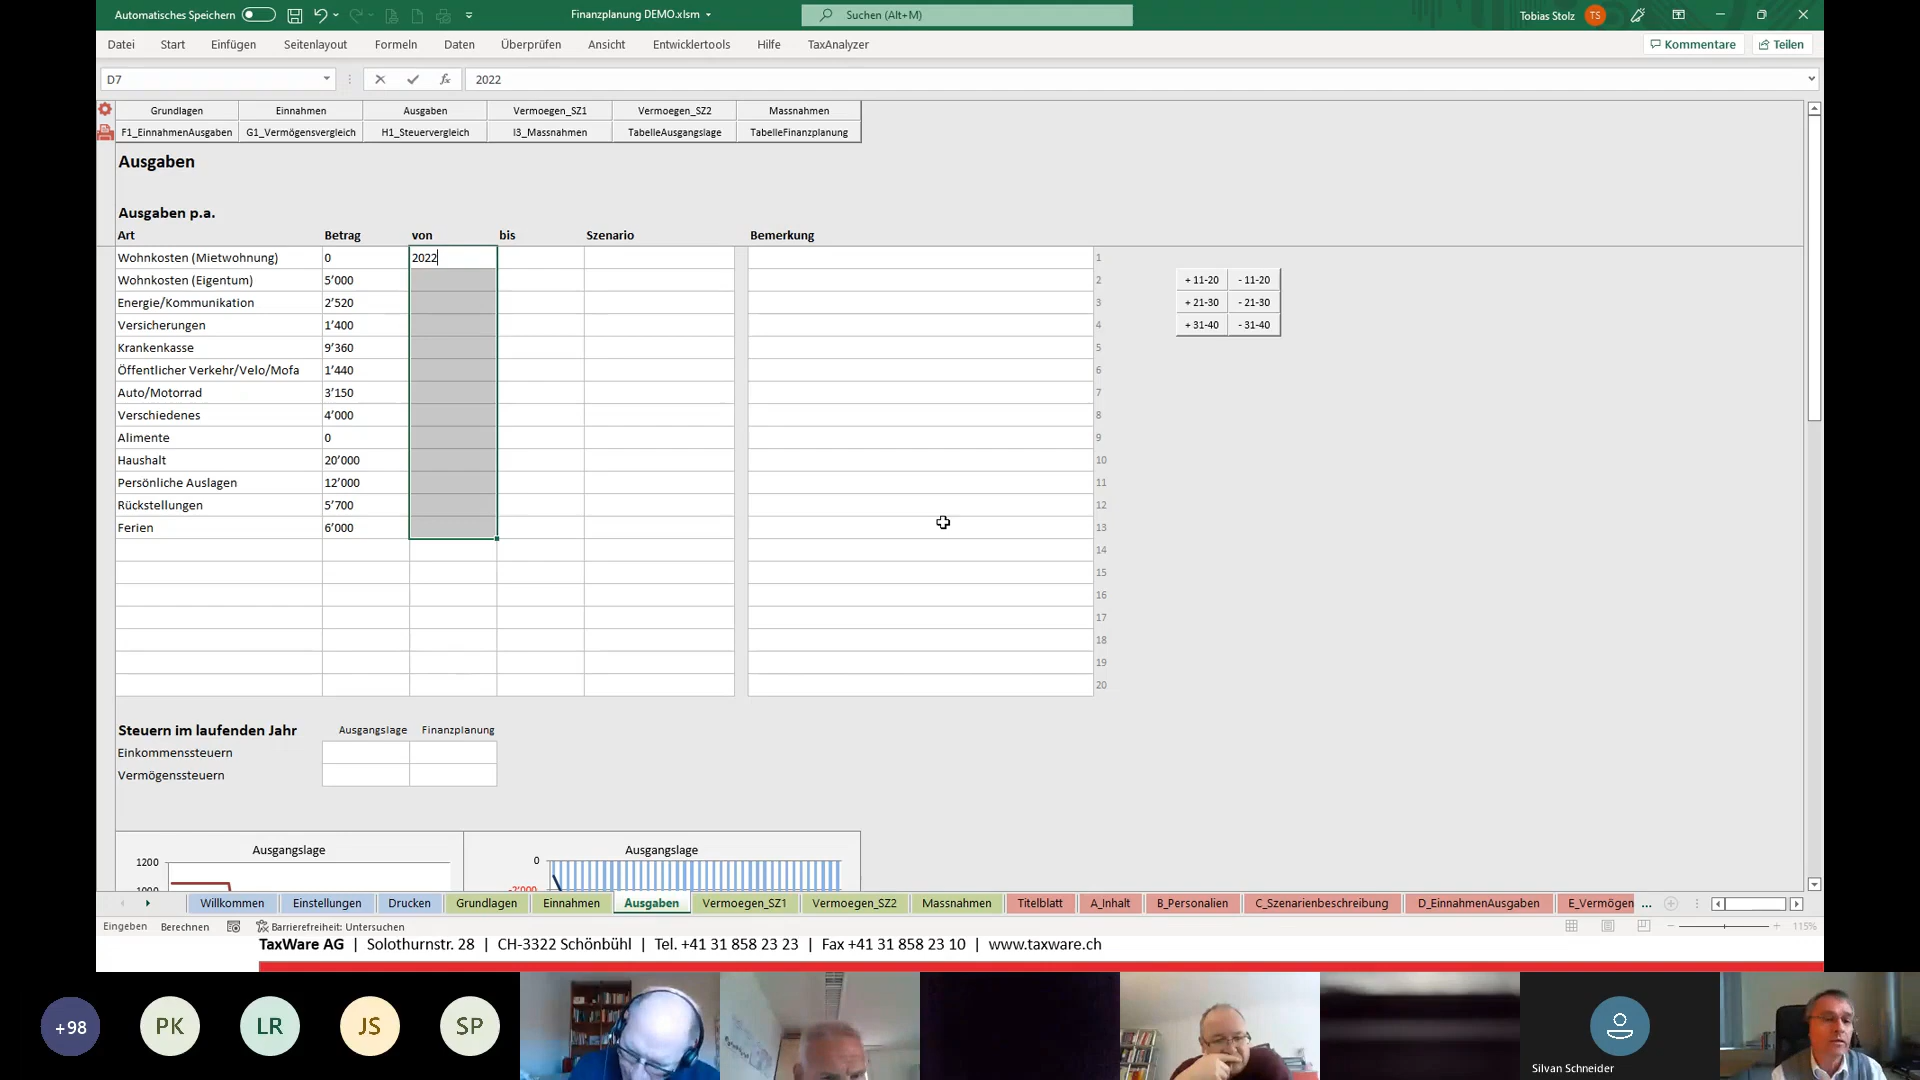 Automatisches Speichern
Finanzplanung DEMO.xlsm
Suchen (Alt+M)
Tobias Stolz
TS
Datei Start Einfügen Seitenlayout Formeln Daten Überprüfen Ansicht Entwicklertools Hilfe TaxAnalyzer
Kommentare Teilen
D7 fx 2022
Grundlagen Einnahmen Ausgaben Vermoegen_SZ1 Vermoegen_SZ2 Massnahmen
F1_EinnahmenAusgaben G1_Vermögensvergleich H1_Steuervergleich I3_Massnahmen TabelleAusgangslage TabelleFinanzplanung
Ausgaben
Ausgaben p.a.
Art Betrag von bis Szenario Bemerkung
Wohnkosten (Mietwohnung) 0 2022 1
Wohnkosten (Eigentum) 5'000 2 + 11-20 - 11-20
Energie/Kommunikation 2'520 3 + 21-30 - 21-30
Versicherungen 1'400 4 + 31-40 - 31-40
Krankenkasse 9'360 5
Öffentlicher Verkehr/Velo/Mofa 1'440 6
Auto/Motorrad 3'150 7
Verschiedenes 4'000 8
Alimente 0 9
Haushalt 20'000 10
Persönliche Auslagen 12'000 11
Rückstellungen 5'700 12
Ferien 6'000 13
14
15
16
17
18
19
20
Steuern im laufenden Jahr Ausgangslage Finanzplanung
Einkommenssteuern
Vermögenssteuern
Ausgangslage Ausgangslage
1200 0
Willkommen Einstellungen Drucken Grundlagen Einnahmen Ausgaben Vermoegen_SZ1 Vermoegen_SZ2 Massnahmen Titelblatt A_Inhalt B_Personalien C_Szenarienbeschreibung D_EinnahmenAusgaben E_Vermögen ...
Eingeben Berechnen Barrierefreiheit: Untersuchen 115%
TaxWare AG | Solothurnstr. 28 | CH-3322 Schönbühl | Tel. +41 31 858 23 23 | Fax +41 31 858 23 10 | www.taxware.ch
+98 PK LR JS SP
Silvan Schneider